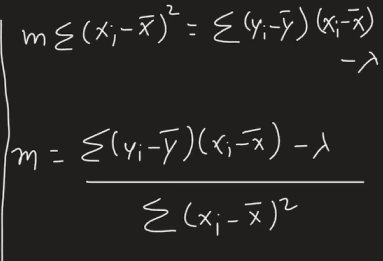 m Σ(xᵢ-x̄)² = Σ(yᵢ-ȳ)(xᵢ-x̄)
-λ
m = Σ(yᵢ-ȳ)(xᵢ-x̄) - λ
Σ(xᵢ-x̄)²